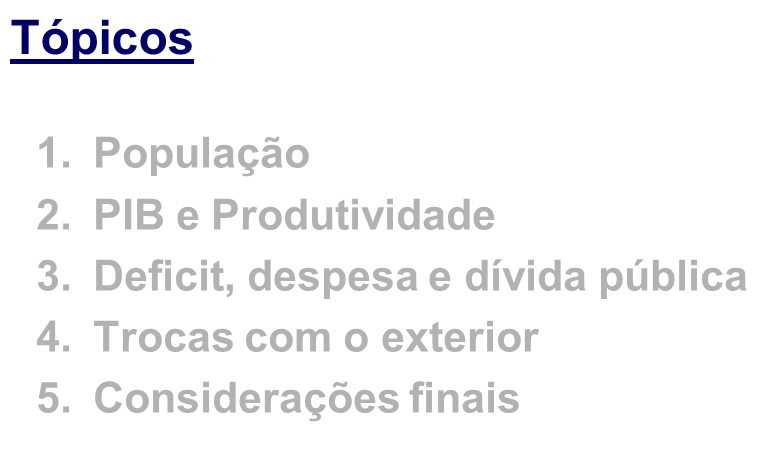 Tópicos
1. População
2. PIB e Produtividade
3. Deficit, despesa e dívida pública
4. Trocas com o exterior
5. Considerações finais